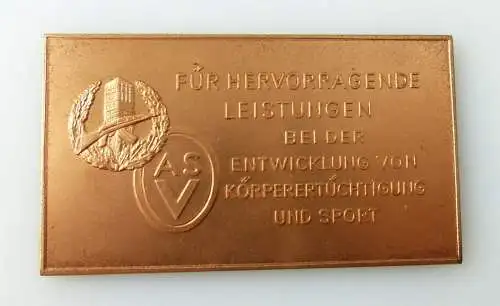 FÜR HERVORRAGENDE
LEISTUNGEN
BEI DER
ENTWICKLUNG VON
KÖRPERERTÜCHTIGUNG
UND SPORT
ASV